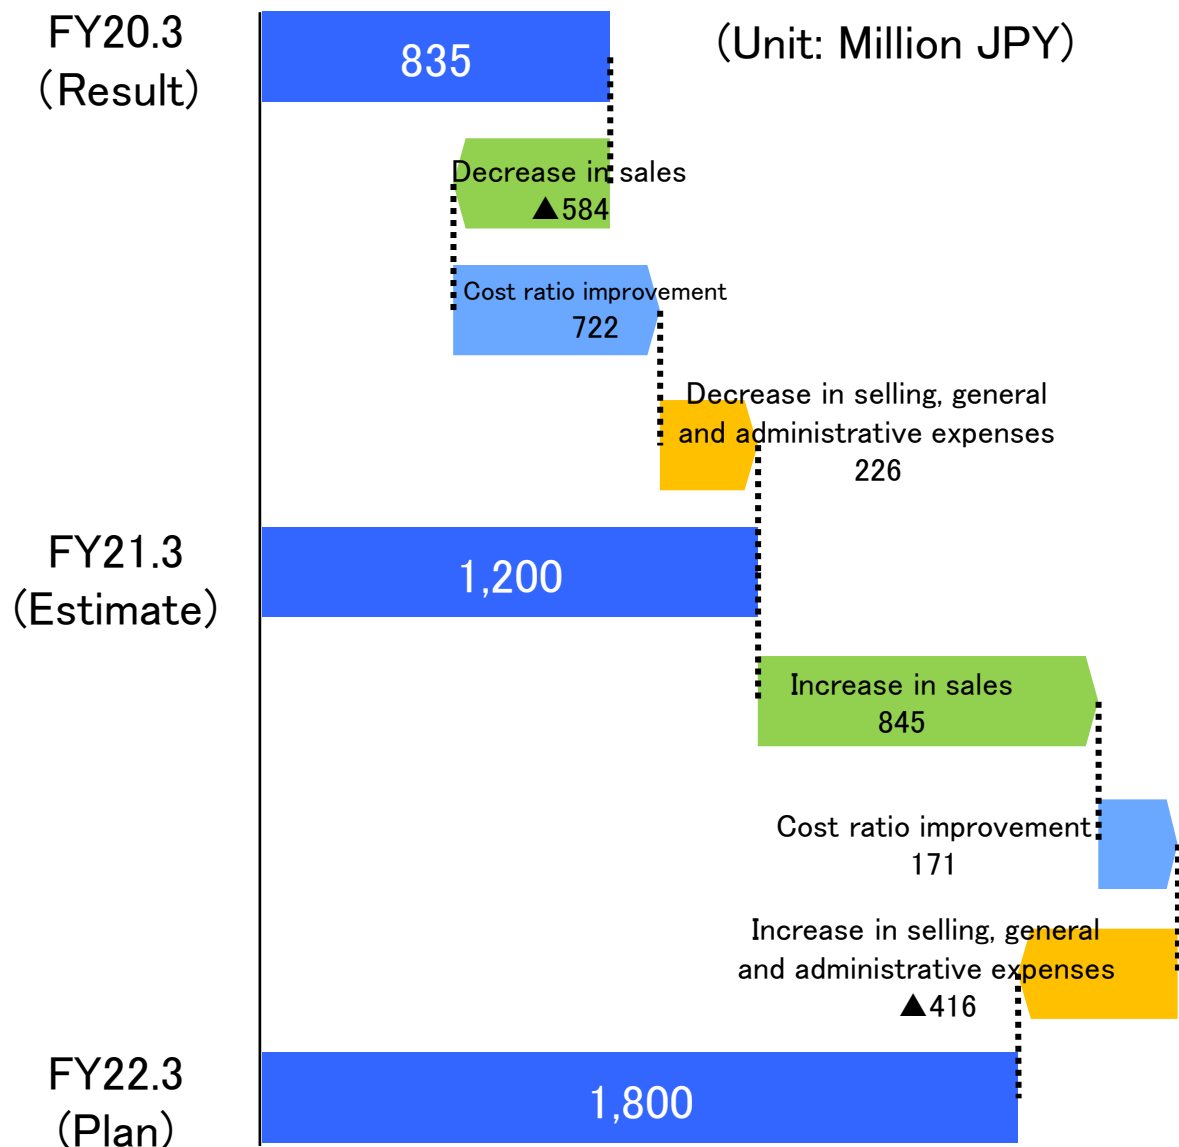 FY20.3
（Result）
835
（Unit: Million JPY）
Decrease in sales
▲584
Cost ratio improvement
722
Decrease in selling, general
and administrative expenses
226
FY21.3
（Estimate）
1,200
Increase in sales
845
Cost ratio improvement
171
Increase in selling, general
and administrative expenses
▲416
FY22.3
（Plan）
1,800